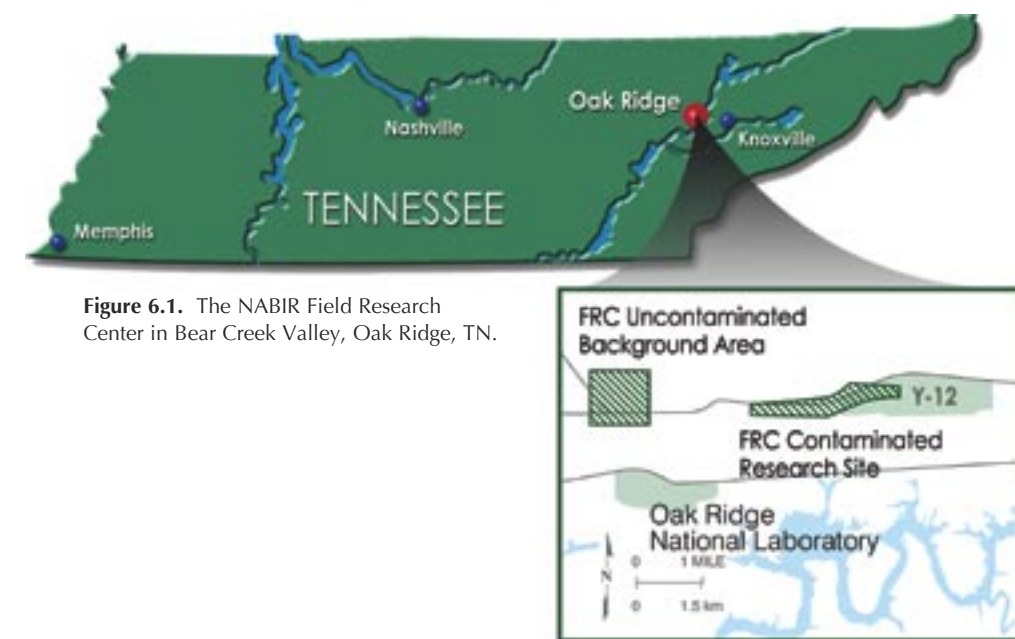 Oak Ridge
Nashville
Knoxville
TENNESSEE
Memphis
Figure 6.1. The NABIR Field Research
Center in Bear Creek Valley, Oak Ridge, TN.
FRC Uncontaminated
Background Area
Y-12
FRC Contaminated
Research Site
Oak Ridge
National Laboratory
0 1 MILE
N
0 1.5 km